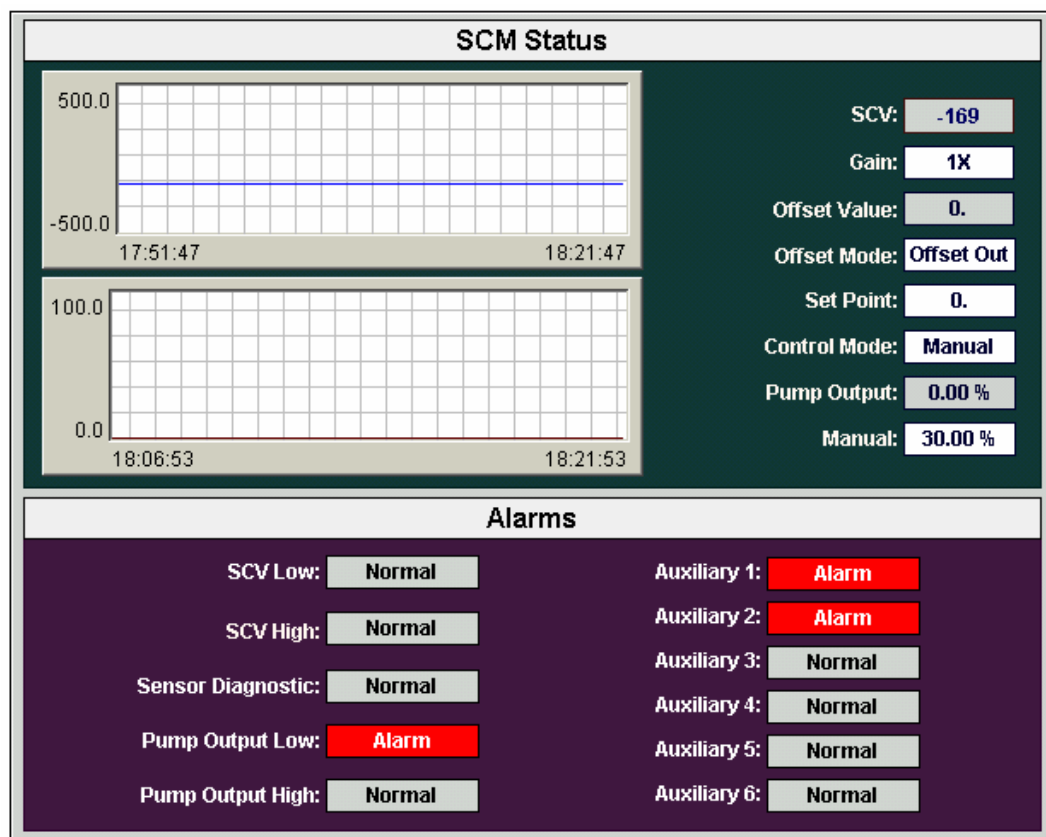 SCM Status
500.0
-500.0
17:51:47 18:21:47
100.0
0.0
18:06:53 18:21:53
SCV: -169
Gain: 1X
Offset Value: 0.
Offset Mode: Offset Out
Set Point: 0.
Control Mode: Manual
Pump Output: 0.00 %
Manual: 30.00 %
Alarms
SCV Low: Normal
SCV High: Normal
Sensor Diagnostic: Normal
Pump Output Low: Alarm
Pump Output High: Normal
Auxiliary 1: Alarm
Auxiliary 2: Alarm
Auxiliary 3: Normal
Auxiliary 4: Normal
Auxiliary 5: Normal
Auxiliary 6: Normal